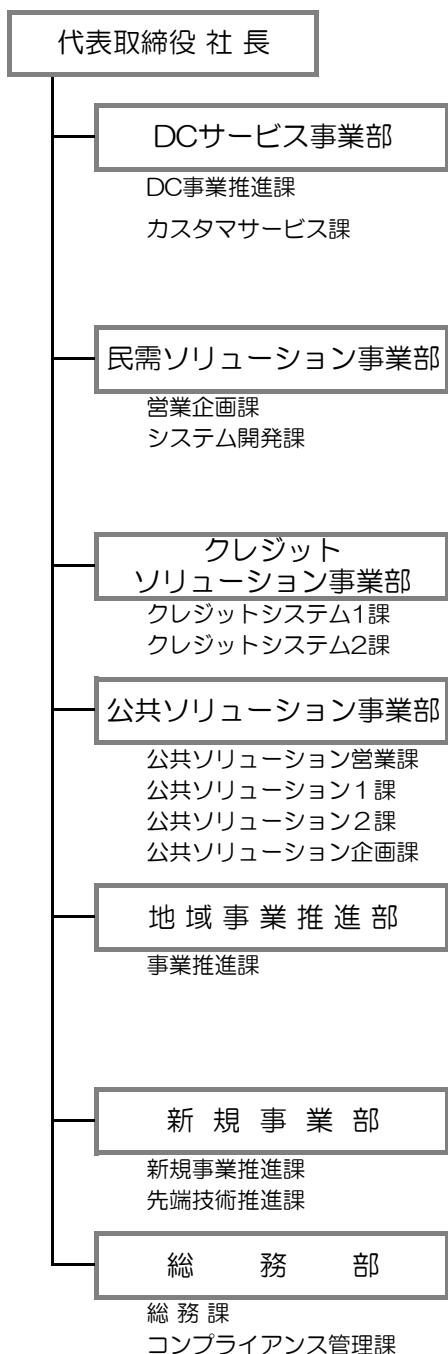 代表取締役 社 長
DCサービス事業部
DC事業推進課
カスタマサービス課
民需ソリューション事業部
営業企画課
システム開発課
クレジット
ソリューション事業部
クレジットシステム1課
クレジットシステム2課
公共ソリューション事業部
公共ソリューション営業課
公共ソリューション１課
公共ソリューション２課
公共ソリューション企画課
地 域 事 業 推 進 部
事業推進課
新 規 事 業 部
新規事業推進課
先端技術推進課
総 務 部
総 務 課
コンプライアンス管理課